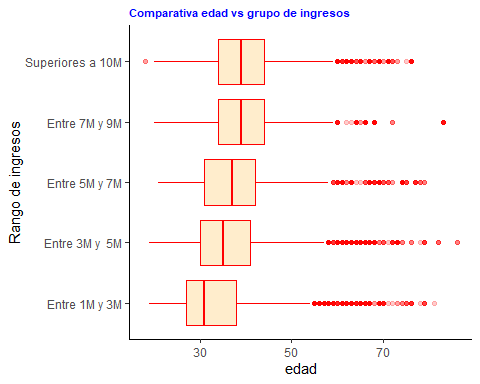 Comparativa edad vs grupo de ingresos
Rango de ingresos
Superiores a 10M
Entre 7M y 9M
Entre 5M y 7M
Entre 3M y  5M
Entre 1M y 3M
30 50 70
edad